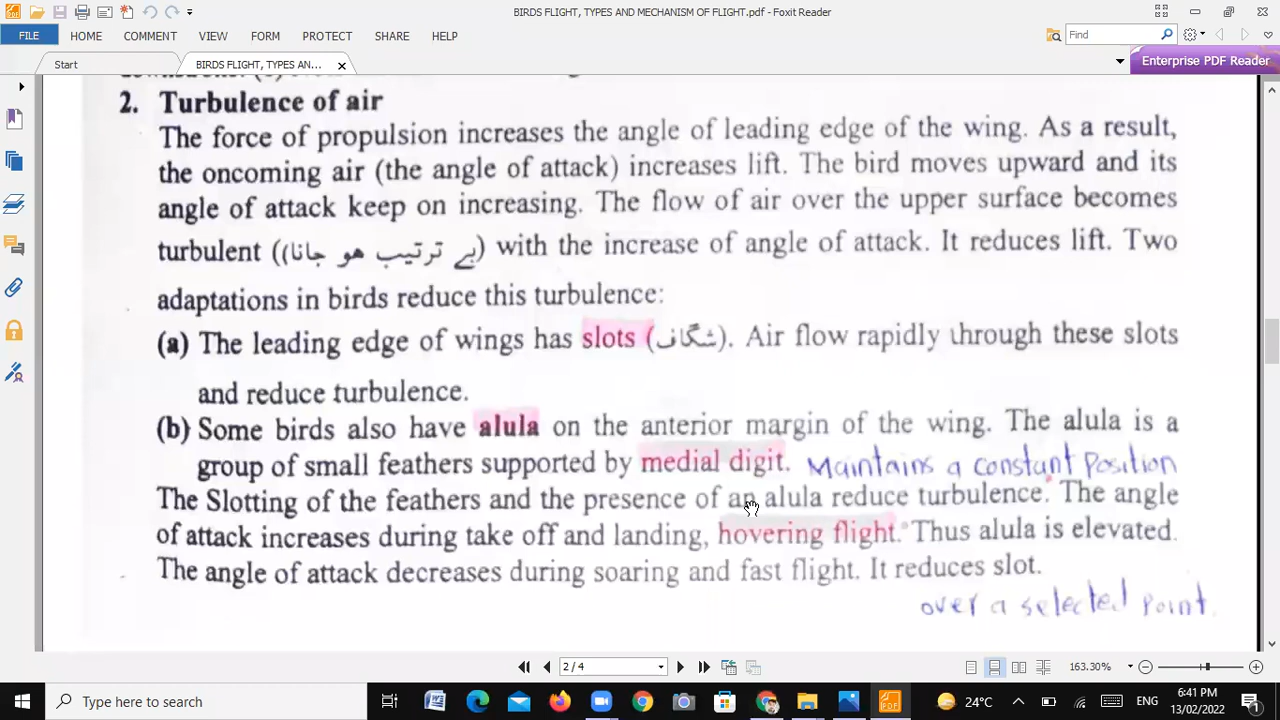 BIRDS FLIGHT, TYPES AND MECHANISM OF FLIGHT.pdf - Foxit Reader
FILE HOME COMMENT VIEW FORM PROTECT SHARE HELP
Find
Start BIRDS FLIGHT, TYPES AN...
Enterprise PDF Reader
2. Turbulence of air
The force of propulsion increases the angle of leading edge of the wing. As a result,
the oncoming air (the angle of attack) increases lift. The bird moves upward and its
angle of attack keep on increasing. The flow of air over the upper surface becomes
turbulent ((بے ترتیب ھو جانا) with the increase of angle of attack. It reduces lift. Two
adaptations in birds reduce this turbulence:
(a) The leading edge of wings has slots (شگاف). Air flow rapidly through these slots
and reduce turbulence.
(b) Some birds also have alula on the anterior margin of the wing. The alula is a
group of small feathers supported by medial digit. Maintains a constant Position
The Slotting of the feathers and the presence of an alula reduce turbulence. The angle
of attack increases during take off and landing, hovering flight. Thus alula is elevated.
The angle of attack decreases during soaring and fast flight. It reduces slot.
over a selected Point.
2 / 4
163.30%
Type here to search
24°C
ENG
6:41 PM
13/02/2022